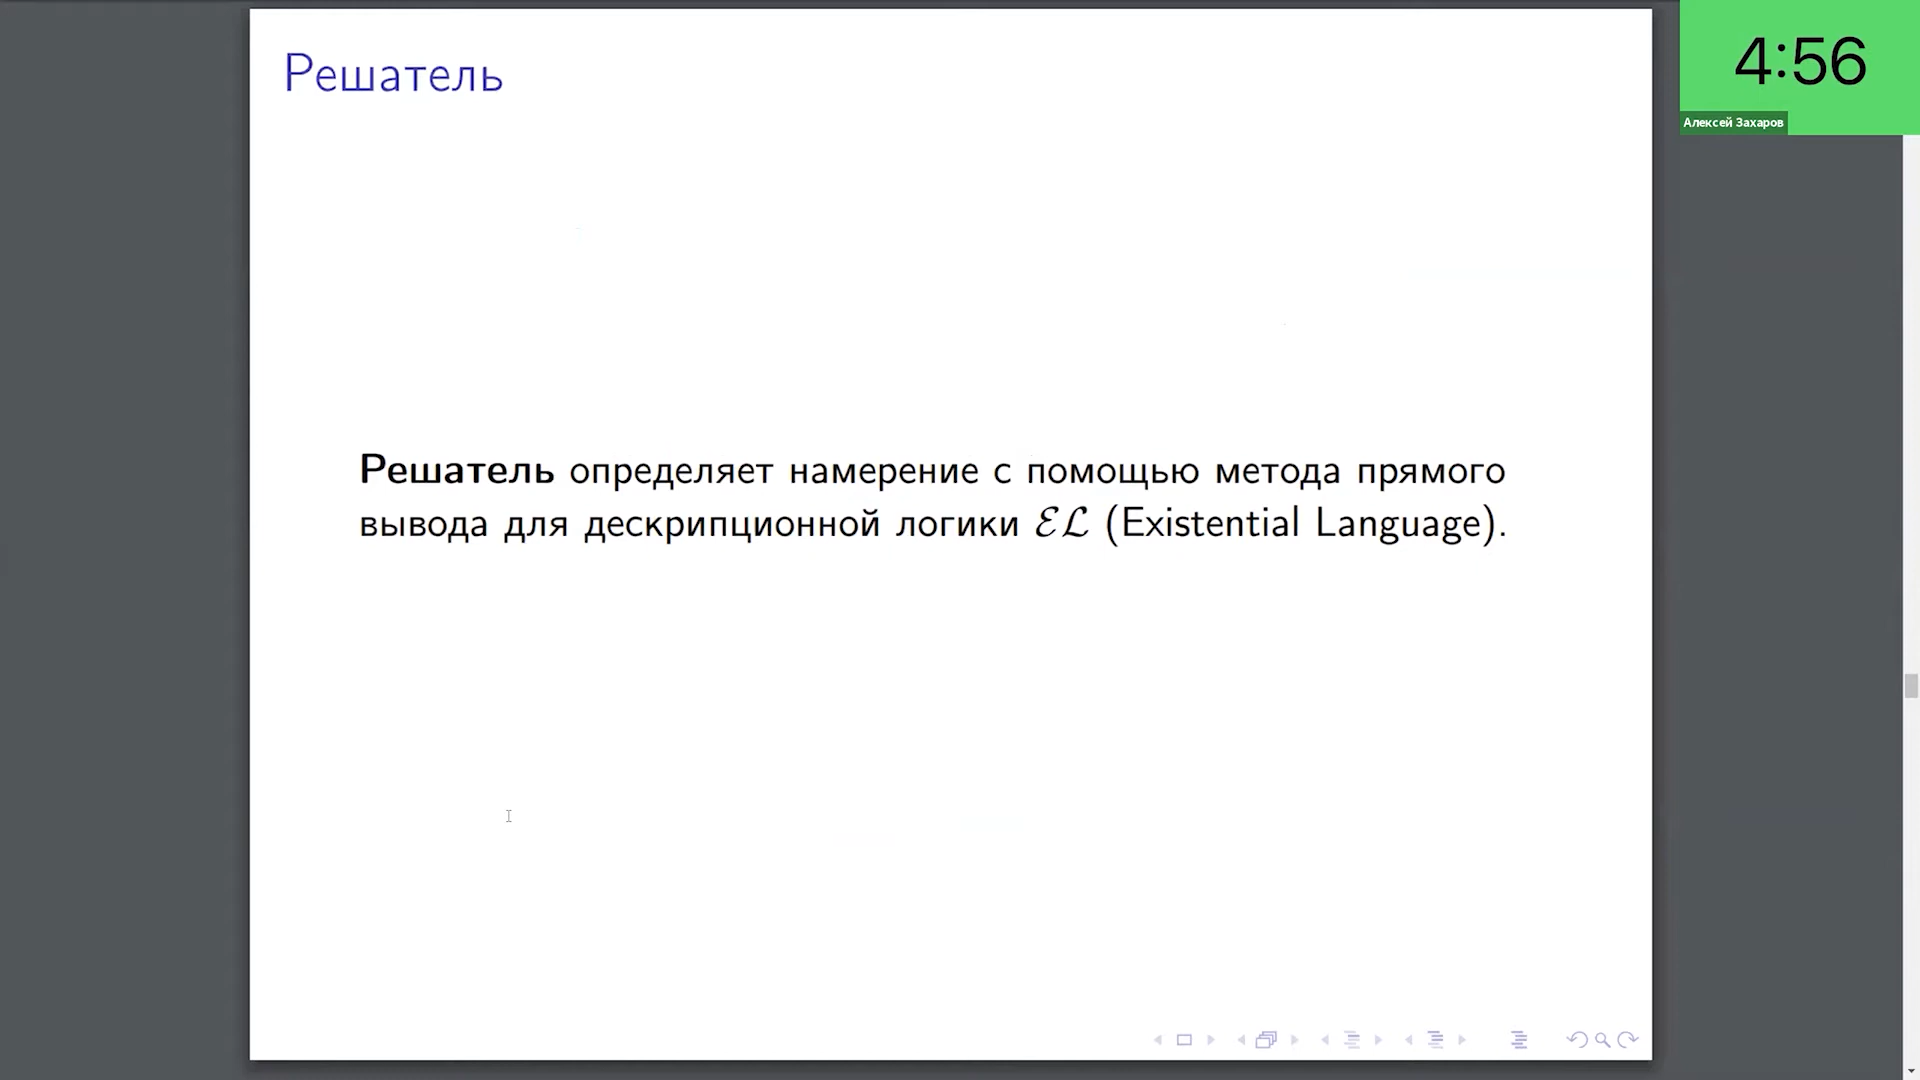 Решатель
4:56
Алексей Захаров
Решатель определяет намерение с помощью метода прямого
вывода для дескрипционной логики ℰℒ (Existential Language).